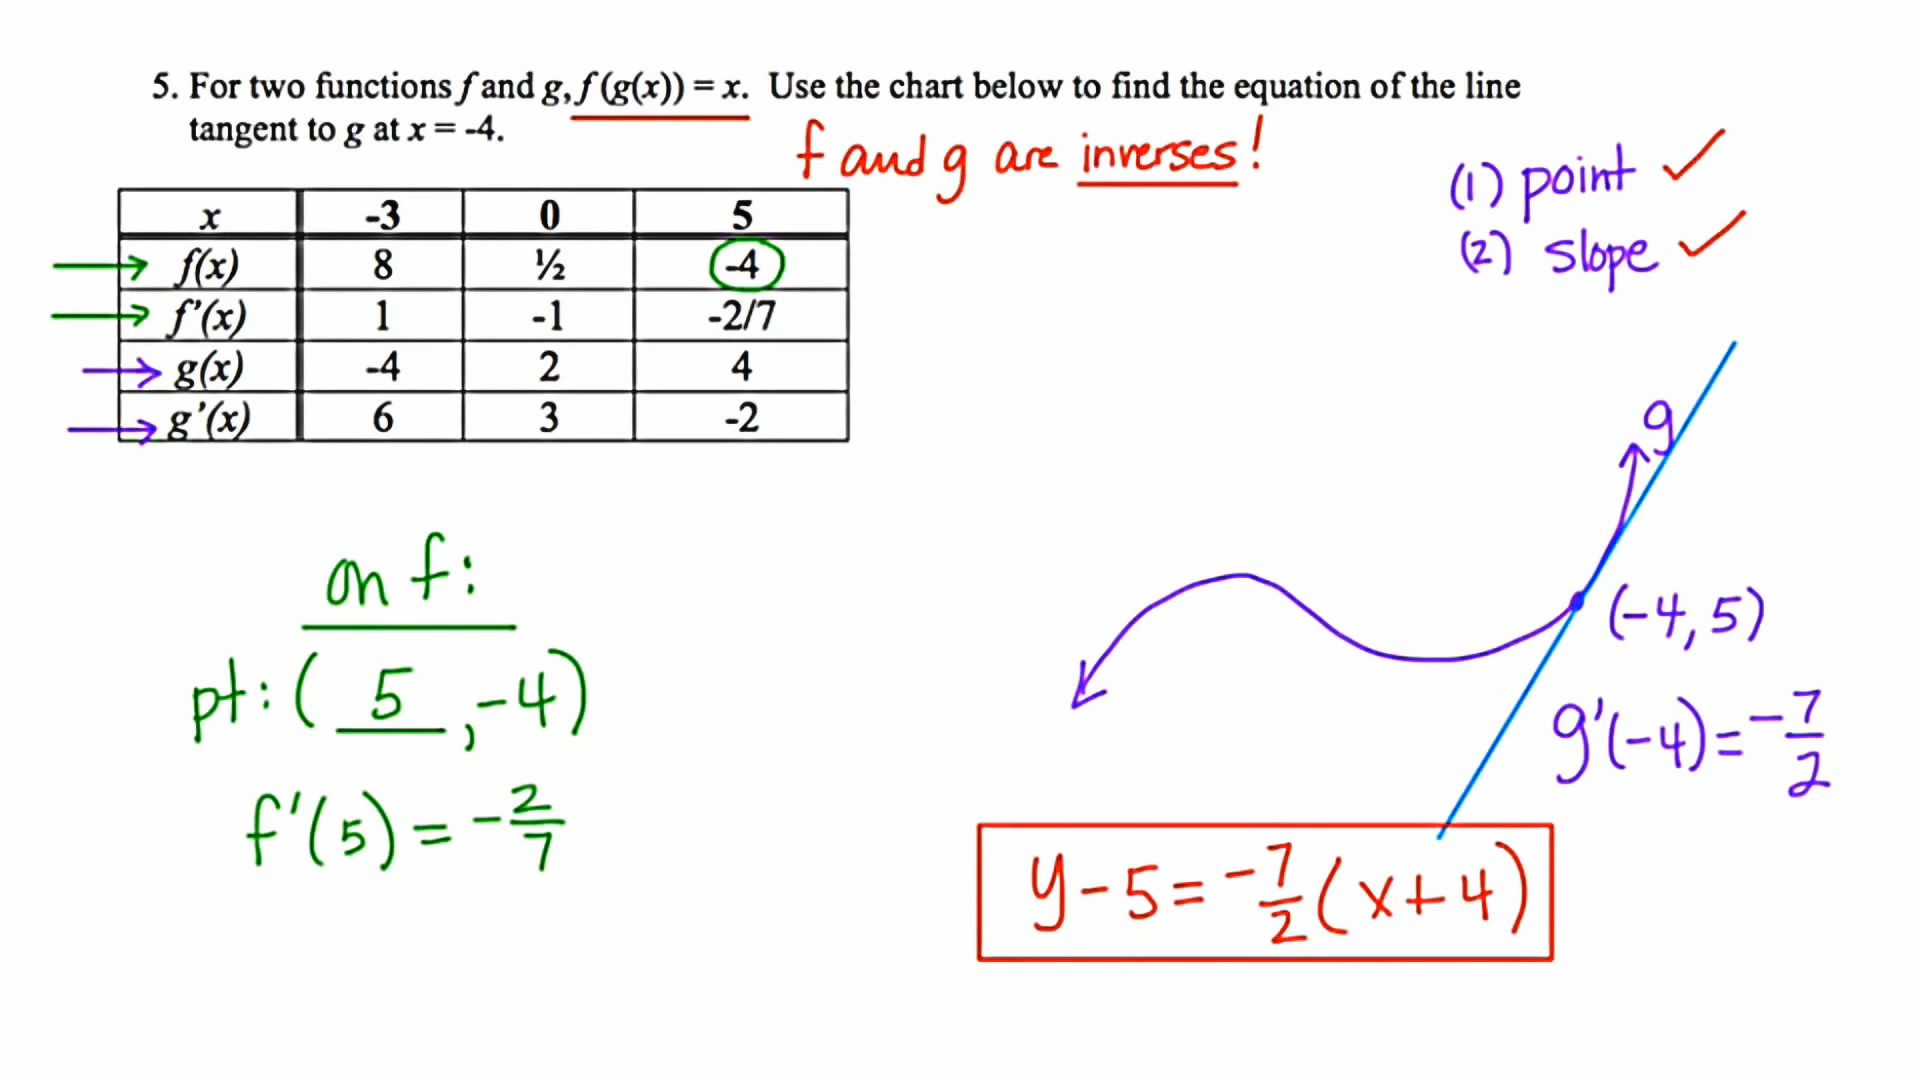 5. For two functions f and g, f(g(x)) = x. Use the chart below to find the equation of the line
tangent to g at x = -4.
f and g are inverses!
(1) point ✓
(2) slope ✓
x -3 0 5
f(x) 8 ½ -4
f'(x) 1 -1 -2/7
g(x) -4 2 4
g'(x) 6 3 -2
g
on f:
(-4, 5)
pt: ( 5 , -4)
g'(-4) = -7/2
f'(5) = -2/7
y - 5 = -7/2 (x + 4)